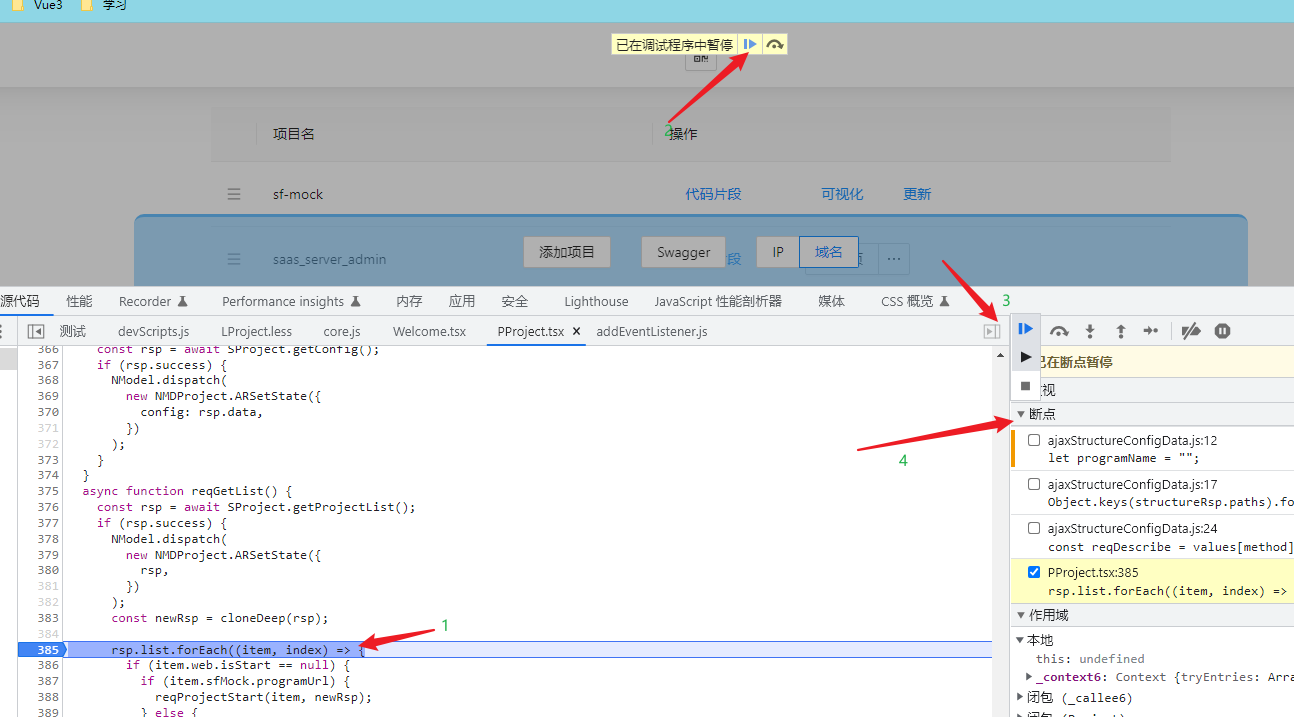 Vue3 学习
已在调试程序中暂停
2
项目名 操作
sf-mock 代码片段 可视化 更新
saas_server_admin 添加项目 Swagger 段 IP 域名 页 ...
源代码 性能 Recorder Performance insights 内存 应用 安全 Lighthouse JavaScript 性能剖析器 媒体 CSS 概览 3
测试 devScripts.js LProject.less core.js Welcome.tsx PProject.tsx × addEventListener.js
366 const rsp = await SProject.getConfig();
367 if (rsp.success) {
368 NModel.dispatch(
369 new NMDProject.ARSetState({
370 config: rsp.data,
371 })
372 );
373 }
374 }
375 async function reqGetList() {
376 const rsp = await SProject.getProjectList();
377 if (rsp.success) {
378 NModel.dispatch(
379 new NMDProject.ARSetState({
380 rsp,
381 })
382 );
383 const newRsp = cloneDeep(rsp);
384
385 rsp.list.forEach((item, index) => {
386 if (item.web.isStart == null) {
387 if (item.sfMock.programUrl) {
388 reqProjectStart(item, newRsp);
389 } else {
1
4
已在断点暂停
视
断点
ajaxStructureConfigData.js:12
let programName = "";
ajaxStructureConfigData.js:17
Object.keys(structureRsp.paths).fo
ajaxStructureConfigData.js:24
const reqDescribe = values[method]
PProject.tsx:385
rsp.list.forEach((item, index) =>
作用域
本地
this: undefined
_context6: Context {tryEntries: Arra
闭包 (_callee6)